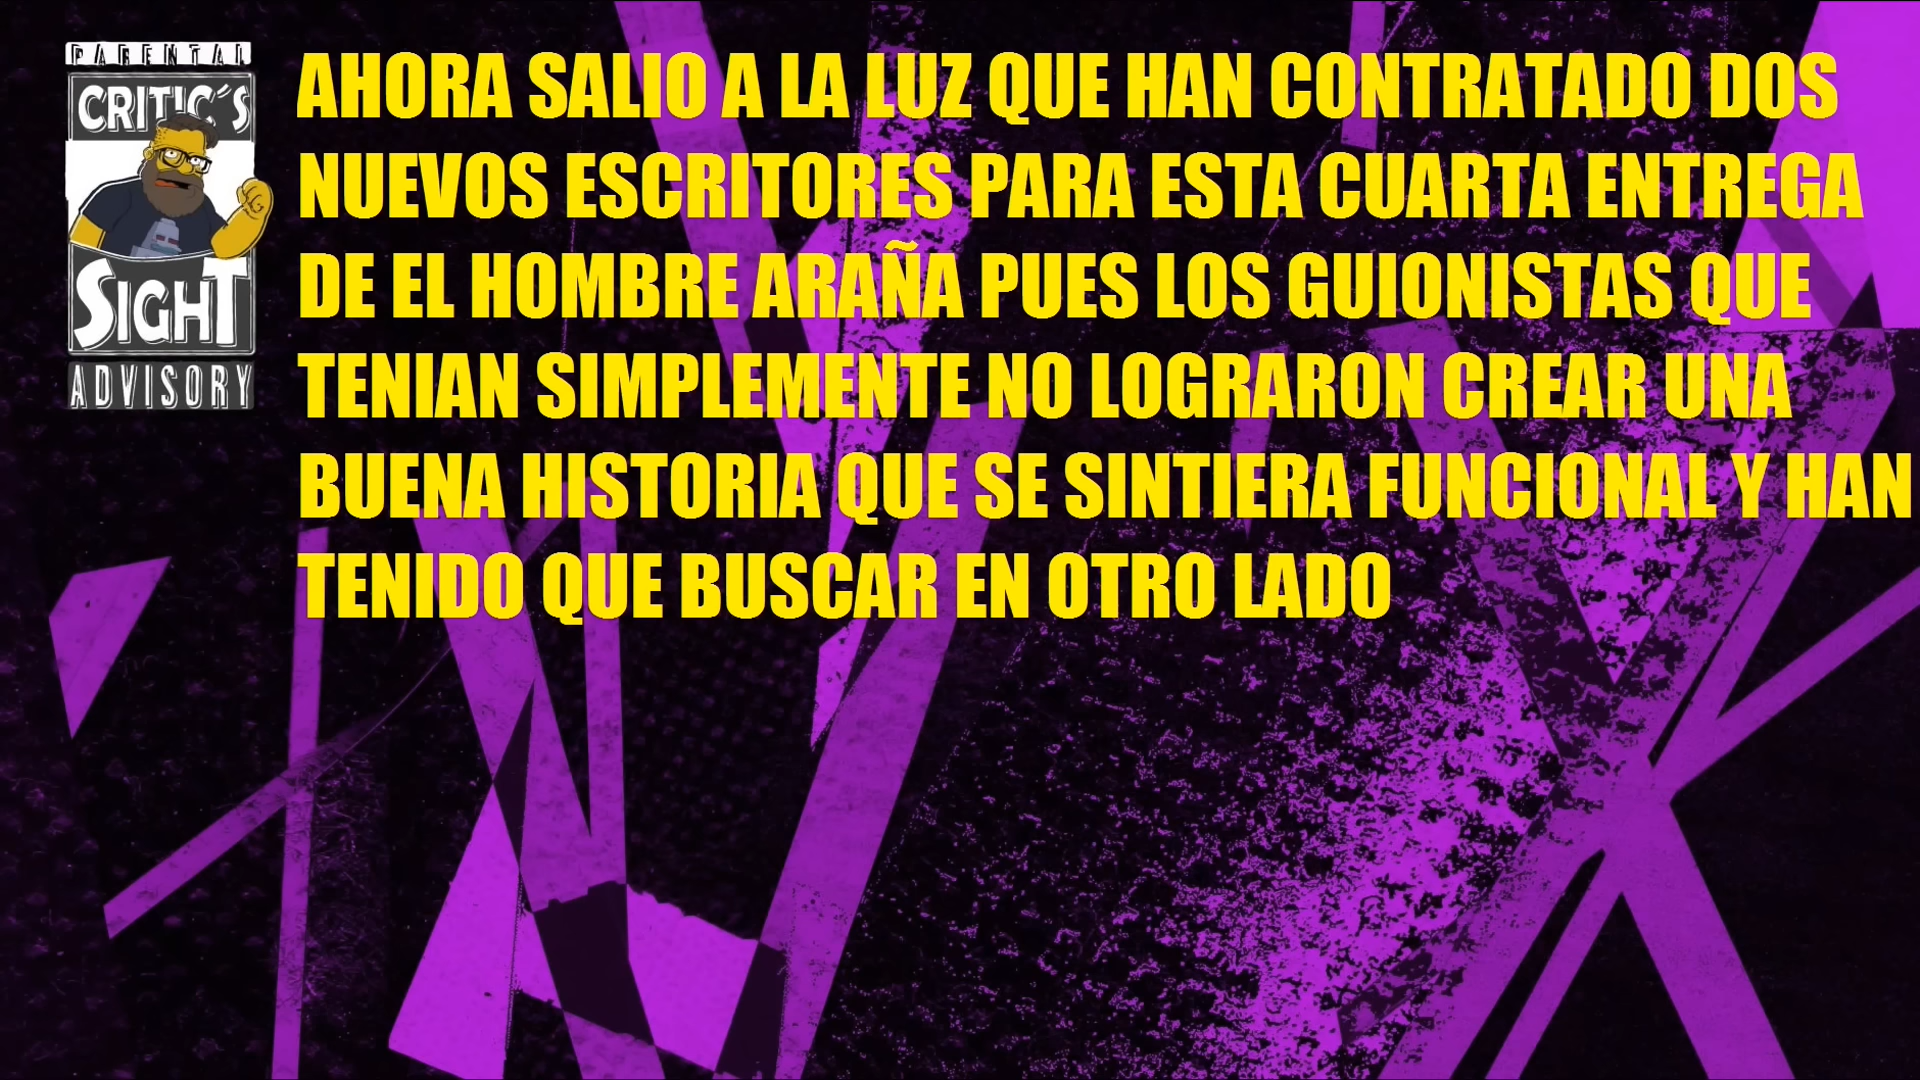 PARENTAL
CRITIC´S
SIGHT
ADVISORY
AHORA SALIO A LA LUZ QUE HAN CONTRATADO DOS
NUEVOS ESCRITORES PARA ESTA CUARTA ENTREGA
DE EL HOMBRE ARAÑA PUES LOS GUIONISTAS QUE
TENIAN SIMPLEMENTE NO LOGRARON CREAR UNA
BUENA HISTORIA QUE SE SINTIERA FUNCIONAL Y HAN
TENIDO QUE BUSCAR EN OTRO LADO